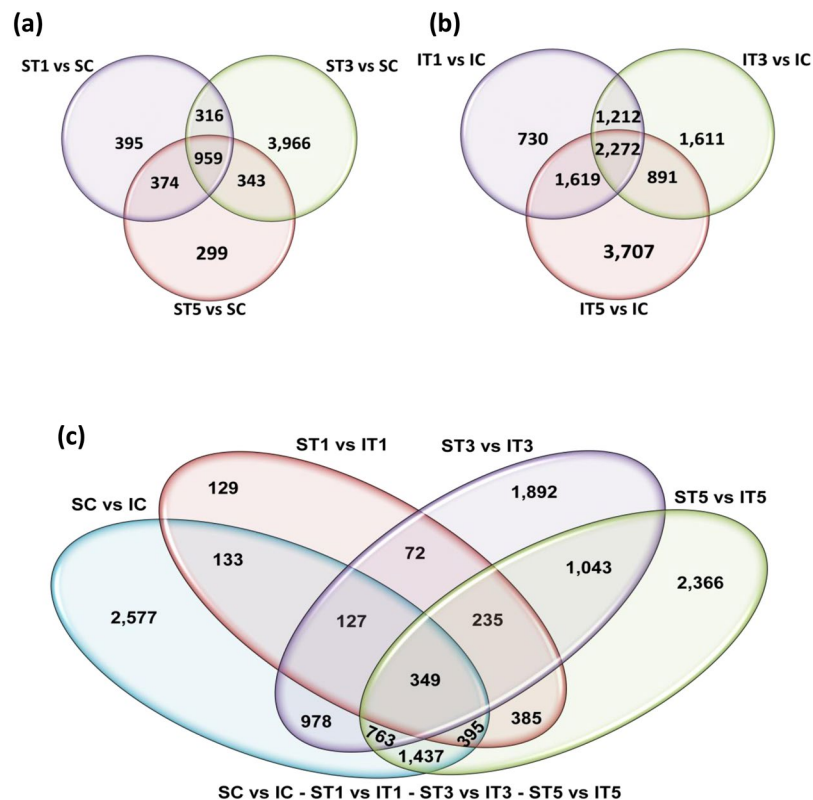 (a)
(b)
ST1 vs SC
ST3 vs SC
IT1 vs IC
IT3 vs IC
316
395
3,966
959
374
343
299
ST5 vs SC
1,212
730
1,611
2,272
1,619
891
3,707
IT5 vs IC
(c)
ST1 vs IT1
ST3 vs IT3
SC vs IC
ST5 vs IT5
129
1,892
133
72
1,043
2,366
2,577
127
235
349
978
763
395
385
1,437
SC vs IC - ST1 vs IT1 - ST3 vs IT3 - ST5 vs IT5